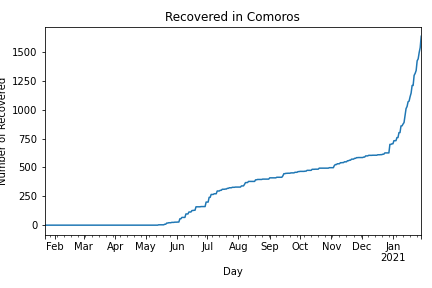 Recovered in Comoros
Number of Recovered
1500
1250
1000
750
500
250
0
Feb Mar Apr May Jun Jul Aug Sep Oct Nov Dec Jan
2021
Day